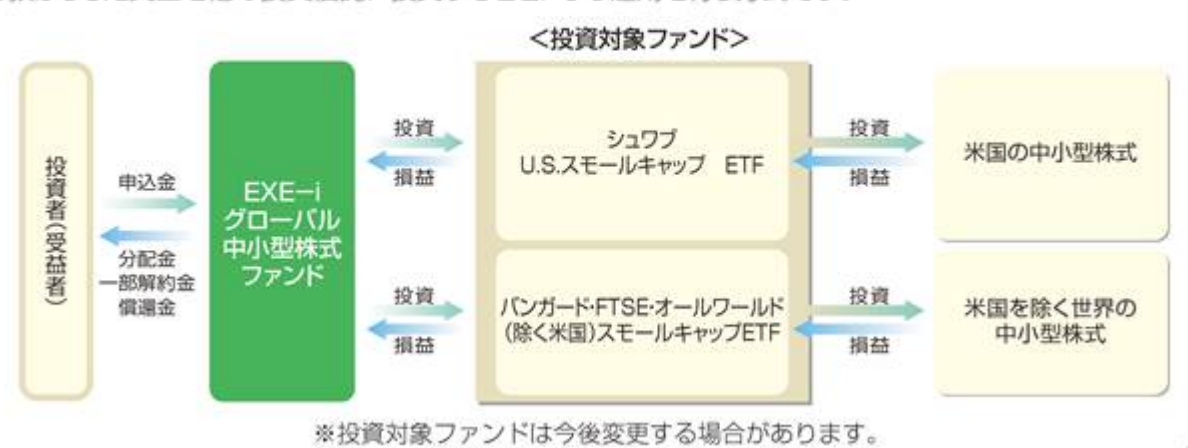 <投資対象ファンド>
投資者(受益者)
申込金
分配金
一部解約金
償還金
EXE-i
グローバル
中小型株式
ファンド
投資
損益
シュワブ
U.S.スモールキャップ ETF
投資
損益
米国の中小型株式
投資
損益
バンガード・FTSE・オールワールド
(除く米国)スモールキャップETF
投資
損益
米国を除く世界の
中小型株式
※投資対象ファンドは今後変更する場合があります。